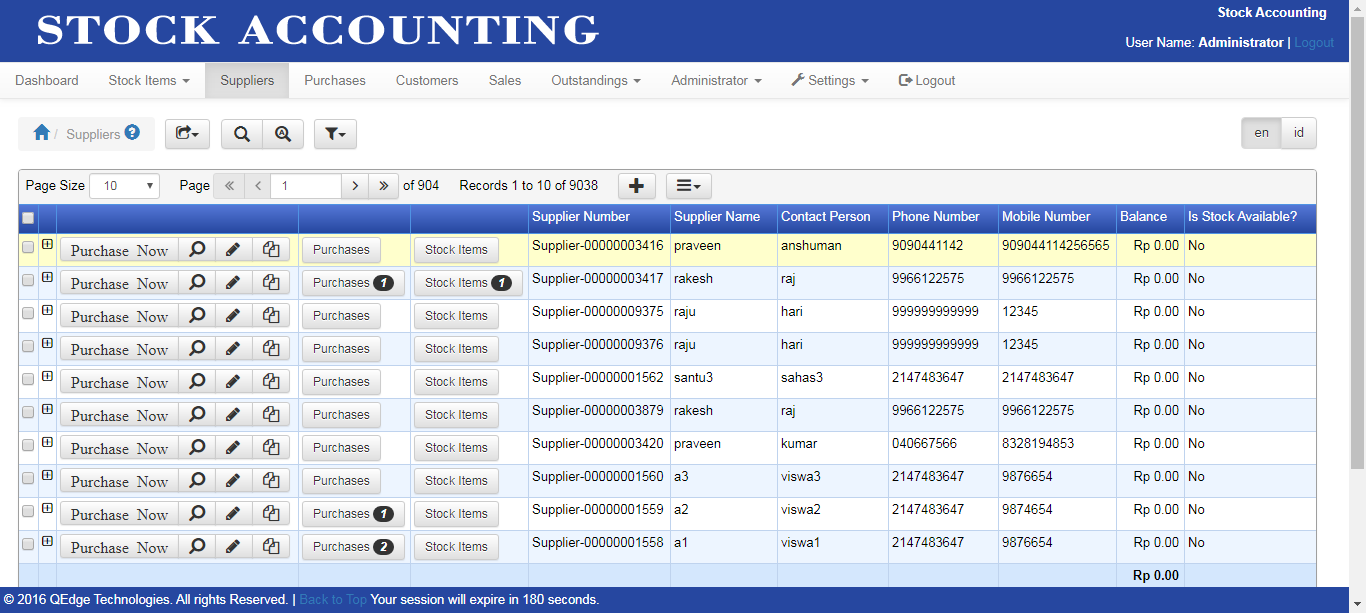 STOCK ACCOUNTING
Stock Accounting
User Name: Administrator | Logout
Dashboard Stock Items Suppliers Purchases Customers Sales Outstandings Administrator Settings Logout
/ Suppliers
en id
Page Size 10 Page 1 of 904 Records 1 to 10 of 9038
Supplier Number Supplier Name Contact Person Phone Number Mobile Number Balance Is Stock Available?
Purchase Now Purchases Stock Items Supplier-00000003416 praveen anshuman 9090441142 909044114256565 Rp 0.00 No
Purchase Now Purchases 1 Stock Items 1 Supplier-00000003417 rakesh raj 9966122575 9966122575 Rp 0.00 No
Purchase Now Purchases Stock Items Supplier-00000009375 raju hari 999999999999 12345 Rp 0.00 No
Purchase Now Purchases Stock Items Supplier-00000009376 raju hari 999999999999 12345 Rp 0.00 No
Purchase Now Purchases Stock Items Supplier-00000001562 santu3 sahas3 2147483647 2147483647 Rp 0.00 No
Purchase Now Purchases Stock Items Supplier-00000003879 rakesh raj 9966122575 9966122575 Rp 0.00 No
Purchase Now Purchases Stock Items Supplier-00000003420 praveen kumar 040667566 8328194853 Rp 0.00 No
Purchase Now Purchases Stock Items Supplier-00000001560 a3 viswa3 2147483647 9876654 Rp 0.00 No
Purchase Now Purchases 1 Stock Items Supplier-00000001559 a2 viswa2 2147483647 9874654 Rp 0.00 No
Purchase Now Purchases 2 Stock Items Supplier-00000001558 a1 viswa1 2147483647 9876654 Rp 0.00 No
Rp 0.00
© 2016 QEdge Technologies. All rights Reserved. | Back to Top Your session will expire in 180 seconds.